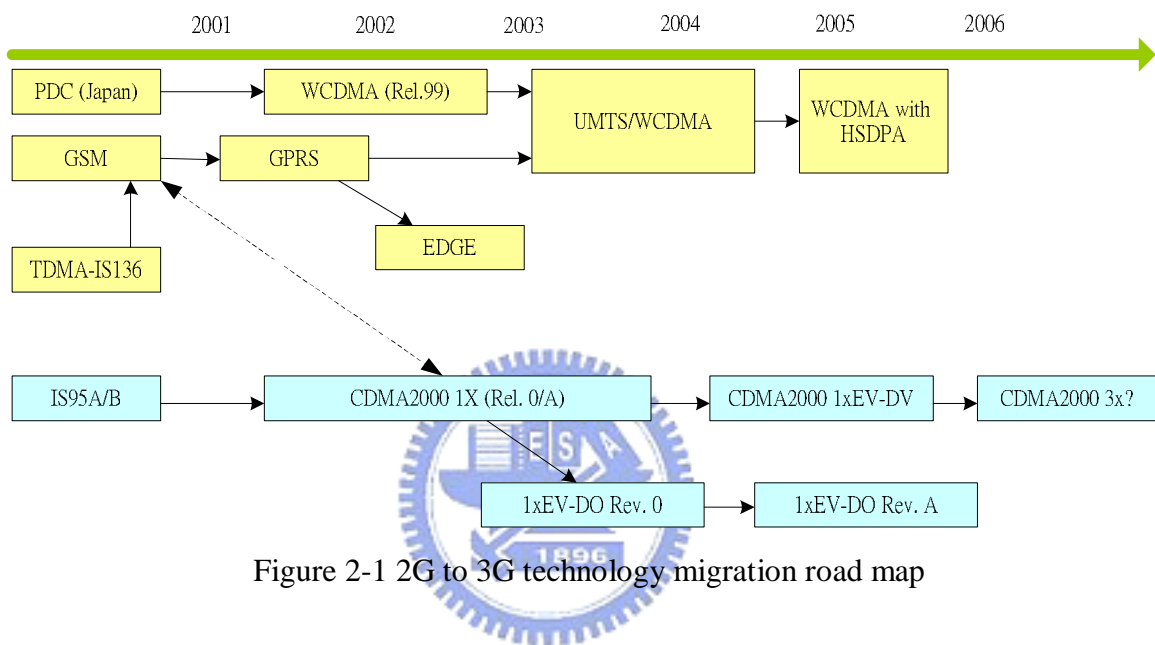 2001 2002 2003 2004 2005 2006
PDC (Japan)
WCDMA (Rel.99)
UMTS/WCDMA
WCDMA with
HSDPA
GSM
GPRS
EDGE
TDMA-IS136
IS95A/B
CDMA2000 1X (Rel. 0/A)
CDMA2000 1xEV-DV
CDMA2000 3x?
E S A
1xEV-DO Rev. 0
1xEV-DO Rev. A
1896
Figure 2-1 2G to 3G technology migration road map